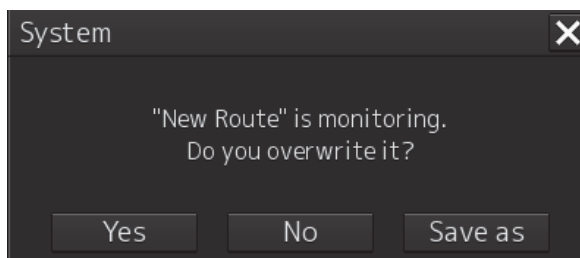 System
"New Route" is monitoring.
Do you overwrite it?
Yes No Save as